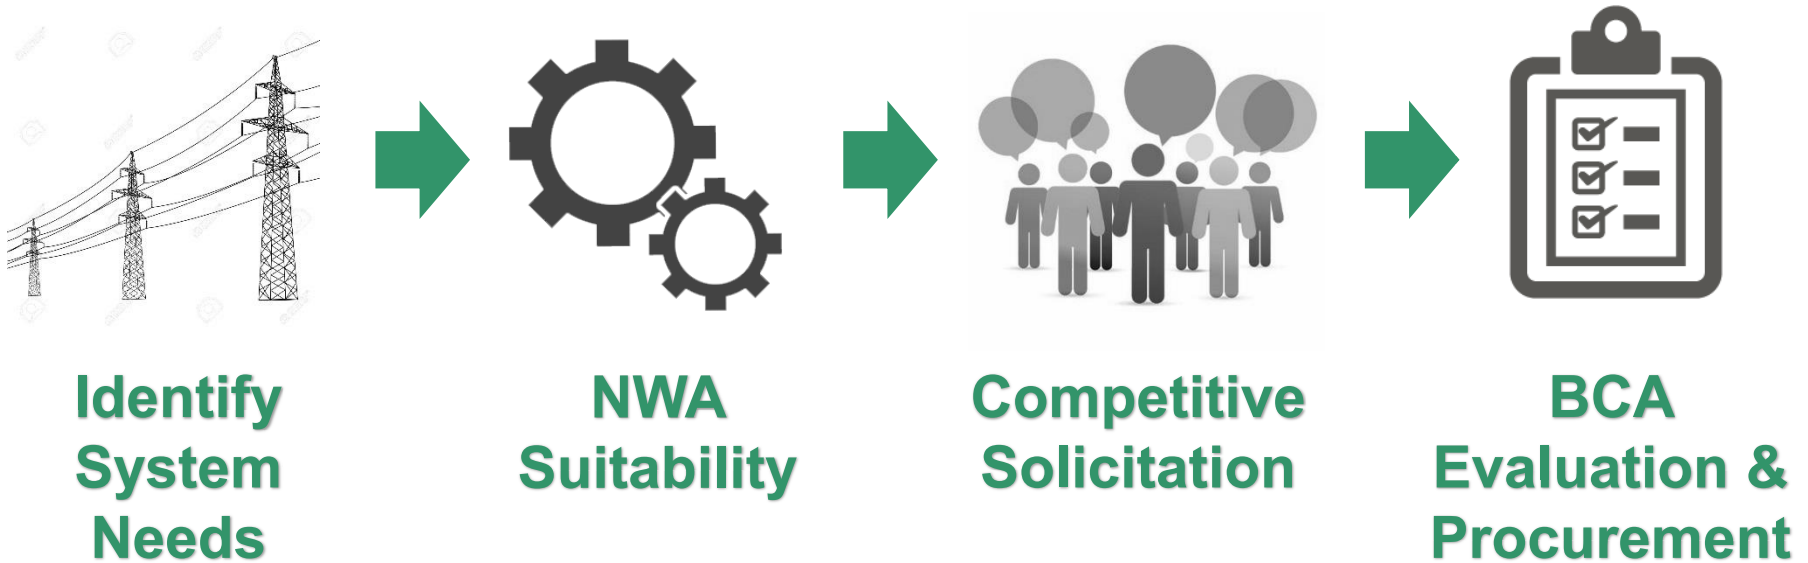 Identify
System
Needs
NWA
Suitability
Competitive
Solicitation
BCA
Evaluation &
Procurement